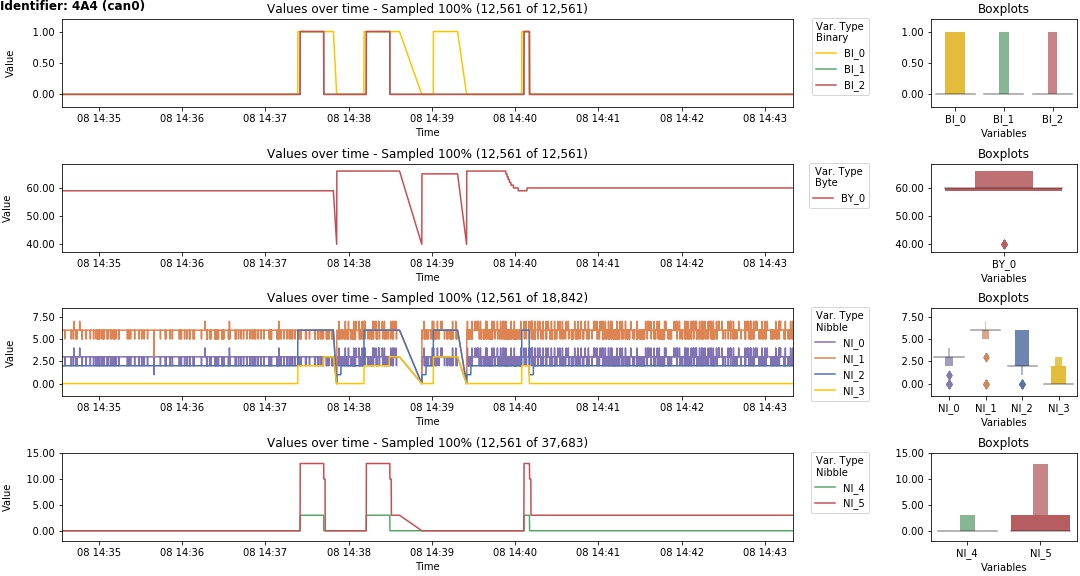 Identifier: 4A4 (can0)
Values over time - Sampled 100% (12,561 of 12,561)
Value
1.00
0.50
0.00
08 14:35 08 14:36 08 14:37 08 14:38 08 14:39 08 14:40 08 14:41 08 14:42 08 14:43
Time
Var. Type
Binary
BI_0
BI_1
BI_2
Boxplots
1.00
0.50
0.00
BI_0 BI_1 BI_2
Variables
Values over time - Sampled 100% (12,561 of 12,561)
Value
60.00
50.00
40.00
08 14:35 08 14:36 08 14:37 08 14:38 08 14:39 08 14:40 08 14:41 08 14:42 08 14:43
Time
Var. Type
Byte
BY_0
Boxplots
60.00
50.00
40.00
BY_0
Variables
Values over time - Sampled 100% (12,561 of 18,842)
Value
7.50
5.00
2.50
0.00
08 14:35 08 14:36 08 14:37 08 14:38 08 14:39 08 14:40 08 14:41 08 14:42 08 14:43
Time
Var. Type
Nibble
NI_0
NI_1
NI_2
NI_3
Boxplots
7.50
5.00
2.50
0.00
NI_0 NI_1 NI_2 NI_3
Variables
Values over time - Sampled 100% (12,561 of 37,683)
Value
15.00
10.00
5.00
0.00
08 14:35 08 14:36 08 14:37 08 14:38 08 14:39 08 14:40 08 14:41 08 14:42 08 14:43
Time
Var. Type
Nibble
NI_4
NI_5
Boxplots
15.00
10.00
5.00
0.00
NI_4 NI_5
Variables